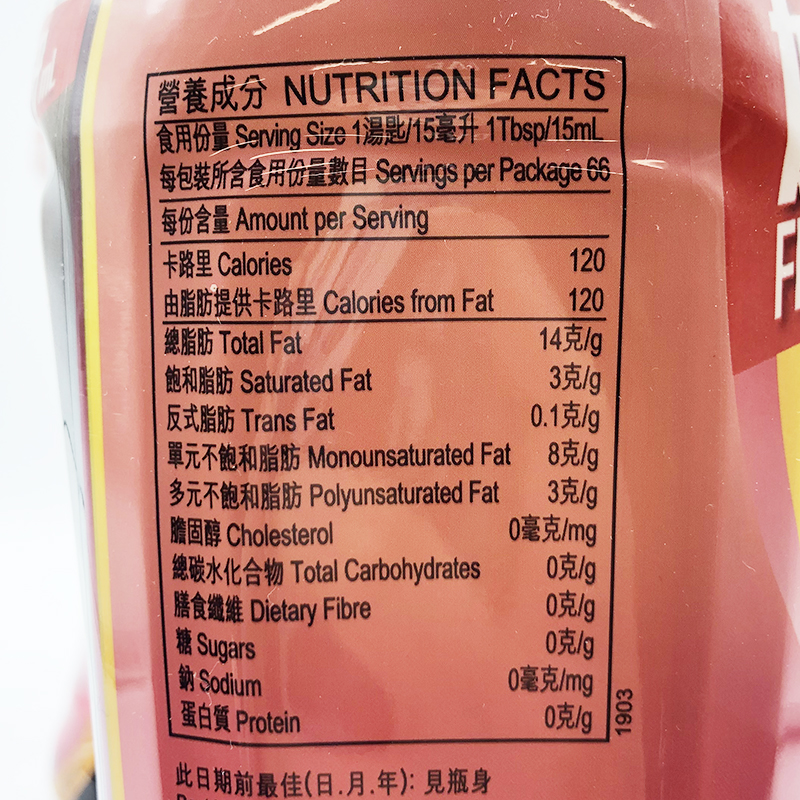 營養成分 NUTRITION FACTS
食用份量 Serving Size 1湯匙/15毫升 1Tbsp/15mL
每包裝所含食用份量數目 Servings per Package 66
每份含量 Amount per Serving
卡路里 Calories 120
由脂肪提供卡路里 Calories from Fat 120
總脂肪 Total Fat 14克/g
飽和脂肪 Saturated Fat 3克/g
反式脂肪 Trans Fat 0.1克/g
單元不飽和脂肪 Monounsaturated Fat 8克/g
多元不飽和脂肪 Polyunsaturated Fat 3克/g
膽固醇 Cholesterol 0毫克/mg
總碳水化合物 Total Carbohydrates 0克/g
膳食纖維 Dietary Fibre 0克/g
糖 Sugars 0克/g
鈉 Sodium 0毫克/mg
蛋白質 Protein 0克/g
1903
此日期前最佳(日.月.年): 見瓶身